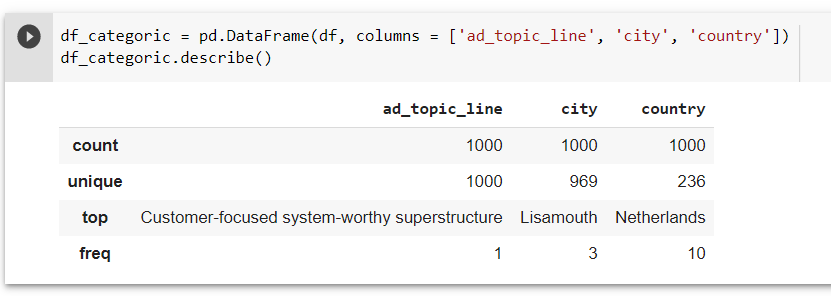 df_categoric = pd.DataFrame(df, columns = ['ad_topic_line', 'city', 'country'])
df_categoric.describe()
ad_topic_line city country
count 1000 1000 1000
unique 1000 969 236
top Customer-focused system-worthy superstructure Lisamouth Netherlands
freq 1 3 10